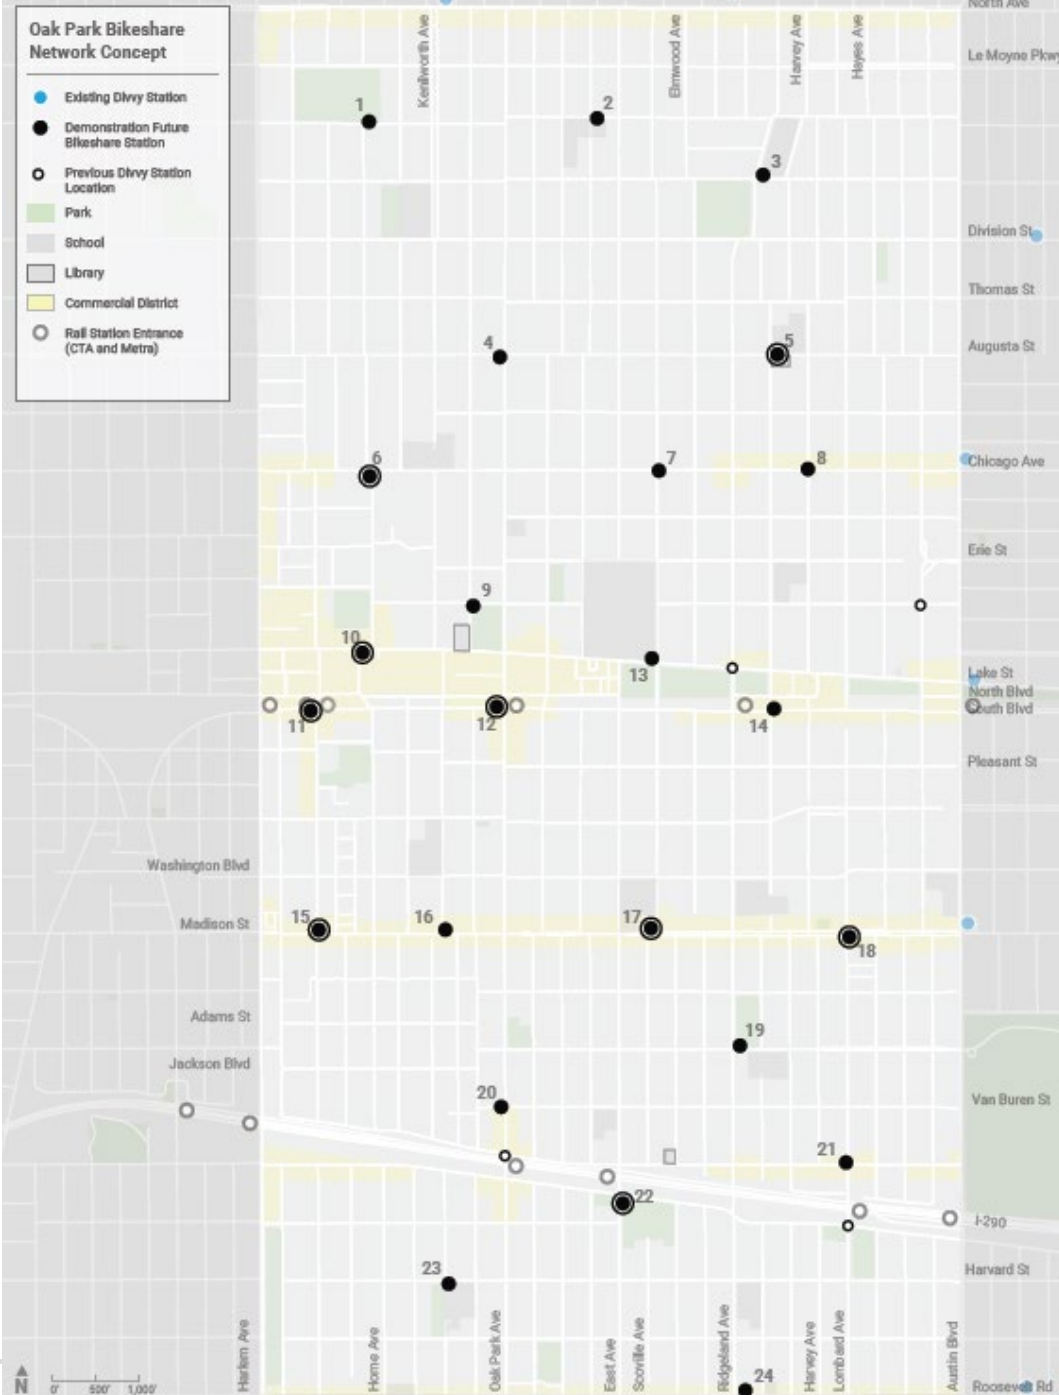 Oak Park Bikeshare
Network Concept
Existing Divvy Station
Demonstration Future
Bikeshare Station
Previous Divvy Station
Location
Park
School
Library
Commercial District
Rail Station Entrance
(CTA and Metra)
North Ave
Kenilworth Ave
Elmwood Ave
Harvey Ave
Hayes Ave
Le Moyne Pkwy
1
2
3
Division St
Thomas St
4
5
Augusta St
6
7
8
Chicago Ave
Erie St
9
10
13
Lake St
North Blvd
South Blvd
11
12
14
Pleasant St
Washington Blvd
Madison St
15
16
17
18
Adams St
19
Jackson Blvd
20
Van Buren St
21
22
I-290
23
Harvard St
Harlem Ave
Home Ave
Oak Park Ave
East Ave
Scoville Ave
Ridgeland Ave
Harvey Ave
Lombard Ave
Austin Blvd
24
Roosevelt Rd
N
0'
500'
1,000'